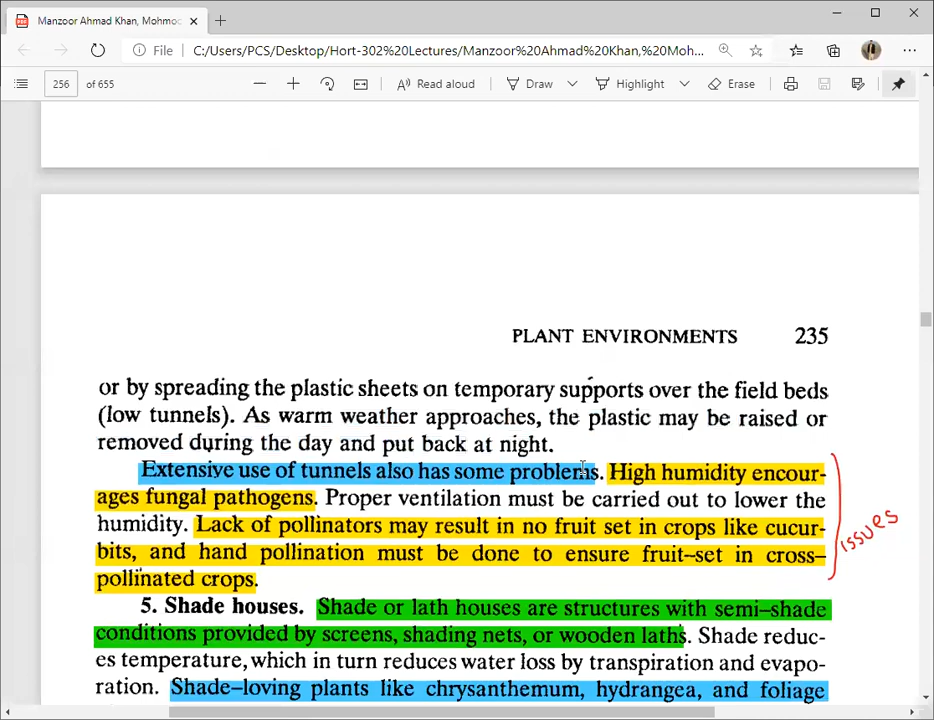 Manzoor Ahmad Khan, Mohmoo
File
C:/Users/PCS/Desktop/Hort-302%20Lectures/Manzoor%20Ahmad%20Khan,%20Moh...
256 of 655
Read aloud
Draw
Highlight
Erase
PLANT ENVIRONMENTS 235
or by spreading the plastic sheets on temporary supports over the field beds
(low tunnels). As warm weather approaches, the plastic may be raised or
removed during the day and put back at night.
Extensive use of tunnels also has some problems. High humidity encour-
ages fungal pathogens. Proper ventilation must be carried out to lower the
humidity. Lack of pollinators may result in no fruit set in crops like cucur-
bits, and hand pollination must be done to ensure fruit–set in cross–
pollinated crops.
issues
5. Shade houses. Shade or lath houses are structures with semi–shade
conditions provided by screens, shading nets, or wooden laths. Shade reduc-
es temperature, which in turn reduces water loss by transpiration and evapo-
ration. Shade–loving plants like chrysanthemum, hydrangea, and foliage